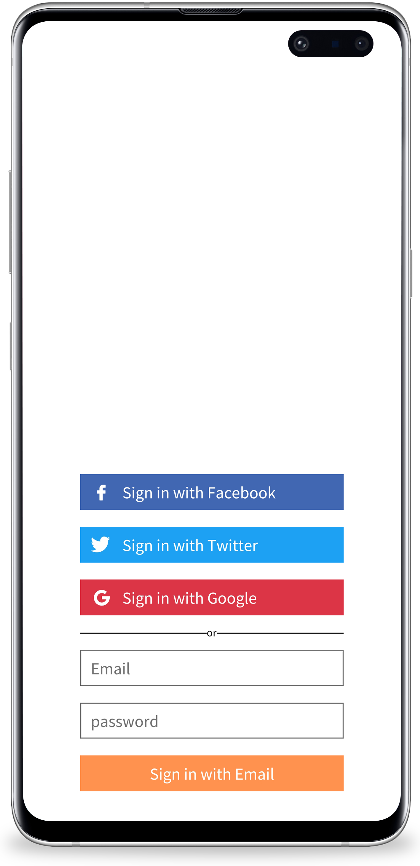 Sign in with Facebook
Sign in with Twitter
Sign in with Google
or
Email
password
Sign in with Email